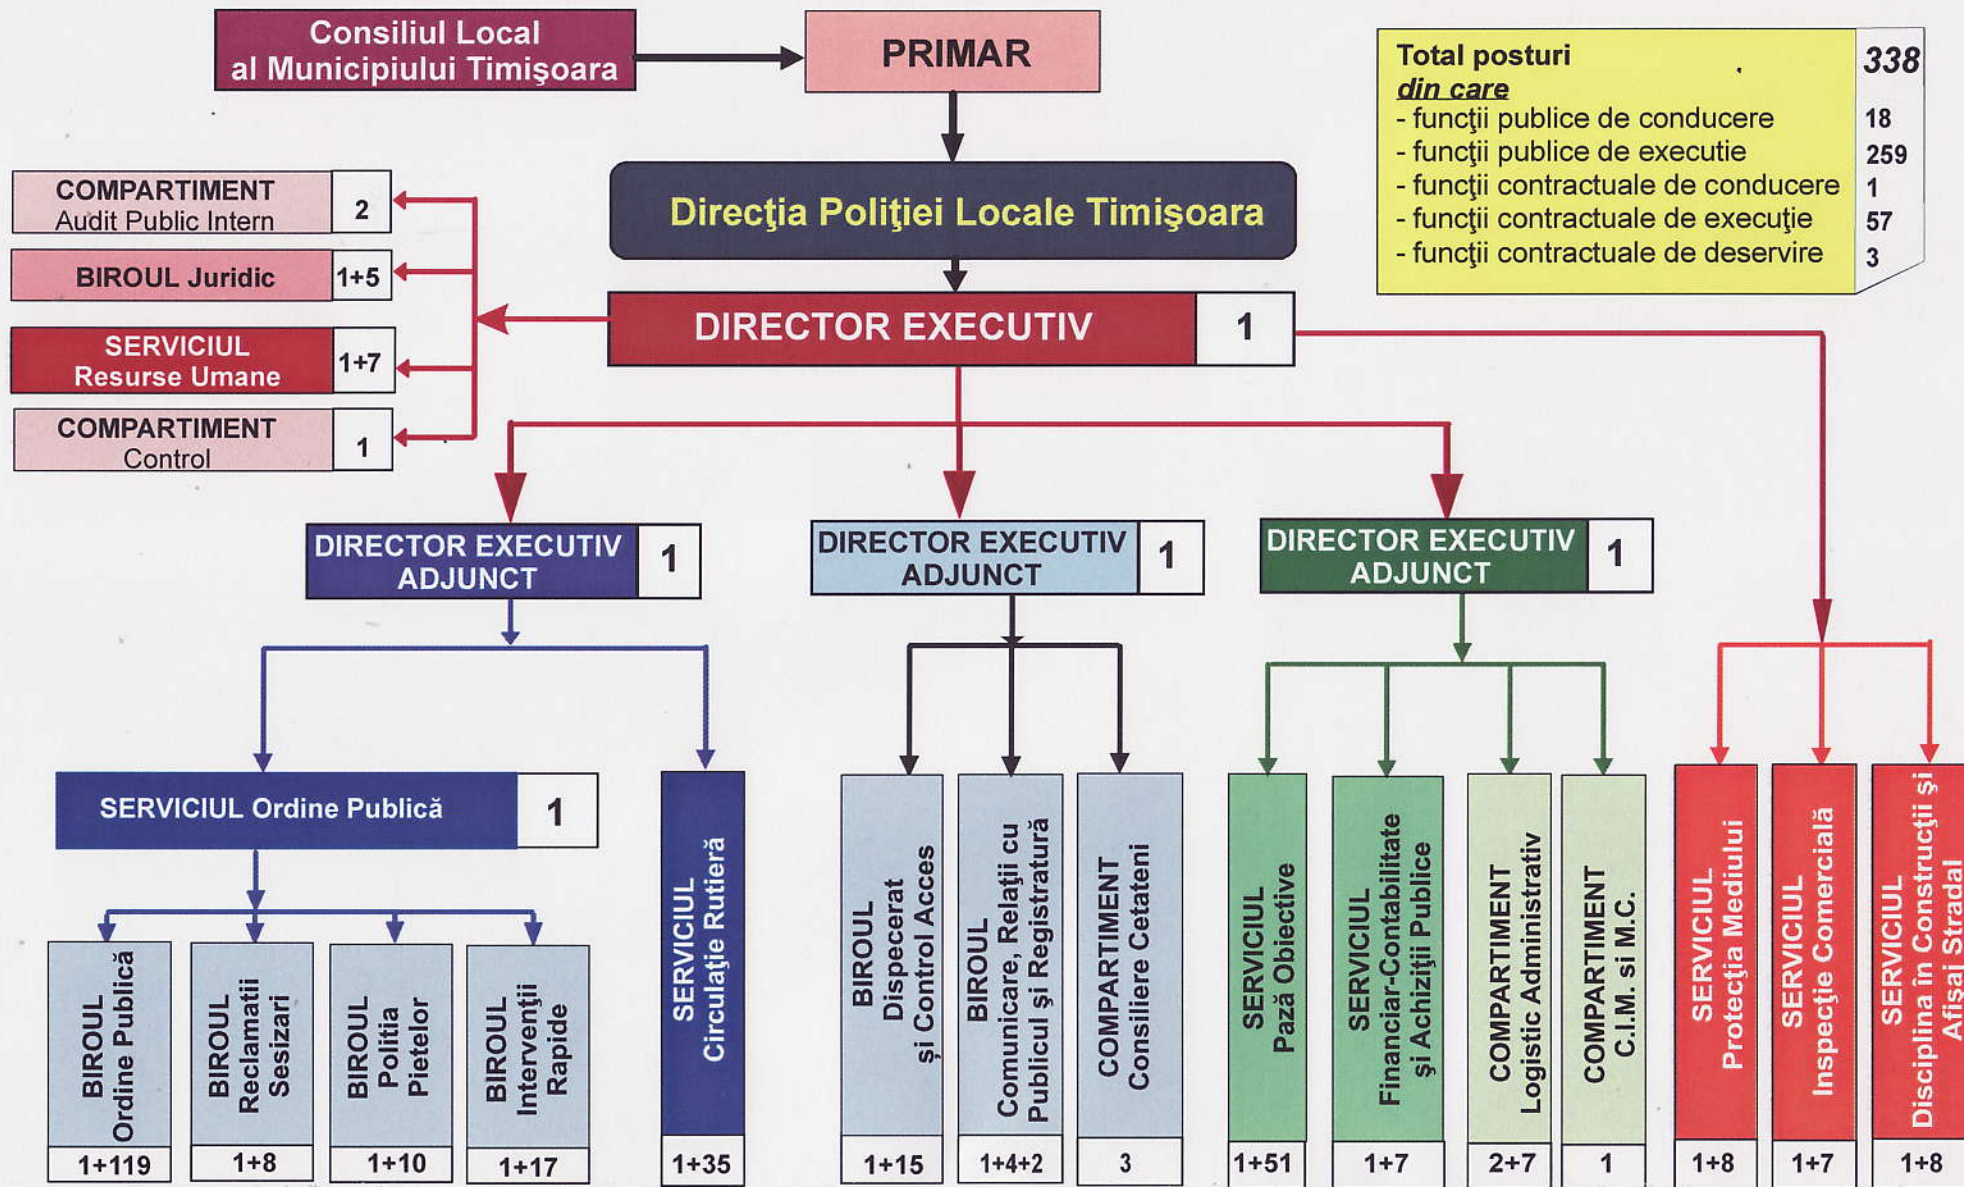 Consiliul Local
al Municipiului Timişoara
PRIMAR
Total posturi
338
din care
- funcţii publice de conducere
18
- funcţii publice de executie
259
- funcţii contractuale de conducere
1
- funcţii contractuale de execuţie
57
- funcţii contractuale de deservire
3
Direcţia Poliţiei Locale Timişoara
COMPARTIMENT
Audit Public Intern
2
BIROUL Juridic
1+5
SERVICIUL
Resurse Umane
1+7
COMPARTIMENT
Control
1
DIRECTOR EXECUTIV
1
DIRECTOR EXECUTIV
ADJUNCT
1
DIRECTOR EXECUTIV
ADJUNCT
1
DIRECTOR EXECUTIV
ADJUNCT
1
SERVICIUL Ordine Publică
1
BIROUL
Ordine Publică
1+119
BIROUL
Reclamatii
Sesizari
1+8
BIROUL
Politia
Pietelor
1+10
BIROUL
Intervenţii
Rapide
1+17
SERVICIUL
Circulaţie Rutieră
1+35
BIROUL
Dispecerat
şi Control Acces
1+15
BIROUL
Comunicare, Relaţii cu
Publicul şi Registratură
1+4+2
COMPARTIMENT
Consiliere Cetateni
3
SERVICIUL
Pază Obiective
1+51
SERVICIUL
Financiar-Contabilitate
şi Achiziţii Publice
1+7
COMPARTIMENT
Logistic Administrativ
2+7
COMPARTIMENT
C.I.M. si M.C.
1
SERVICIUL
Protecţia Mediului
1+8
SERVICIUL
Inspecţie Comercială
1+7
SERVICIUL
Disciplina în Construcţii şi
Afişaj Stradal
1+8